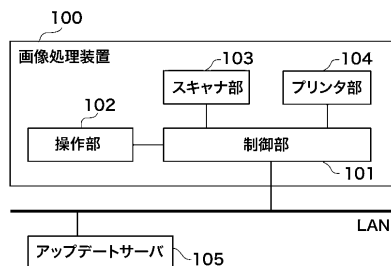 100
画像処理装置
103
104
スキャナ部
プリンタ部
102
操作部
制御部
101
LAN
アップデートサーバ
105